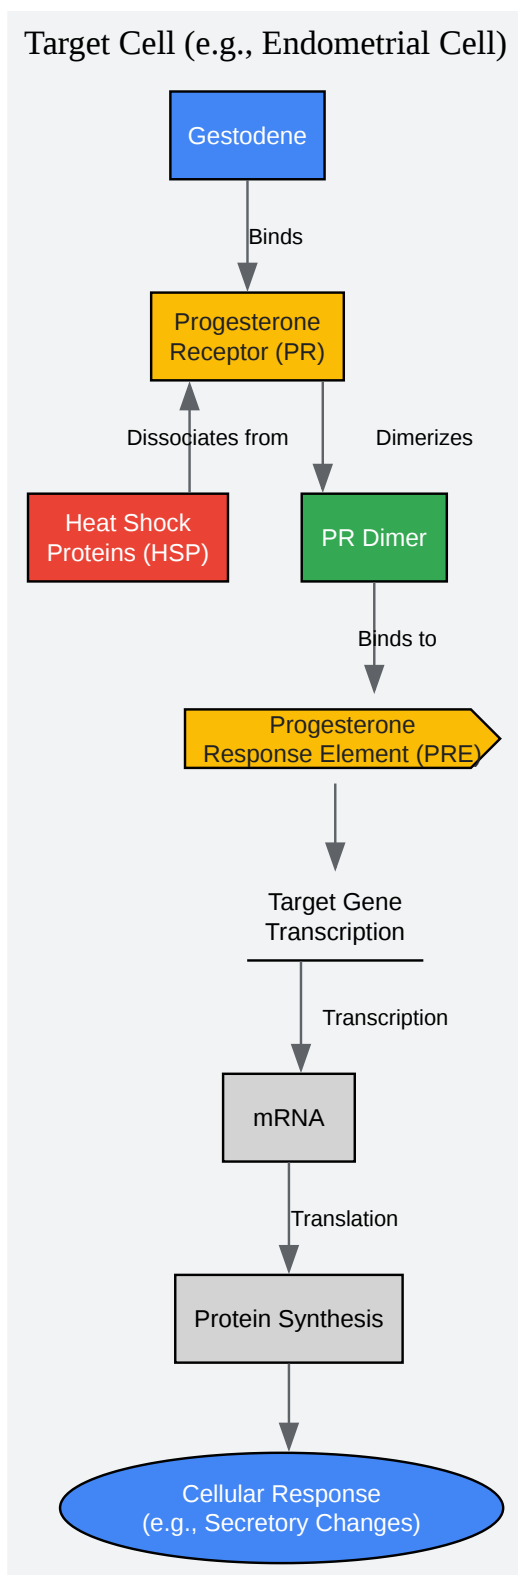 Target Cell (e.g., Endometrial Cell)
Gestodene
Binds
Progesterone
Receptor (PR)
Dissociates from
Dimerizes
Heat Shock
Proteins (HSP)
PR Dimer
Binds to
Progesterone
Response Element (PRE)
Target Gene
Transcription
Transcription
mRNA
Translation
Protein Synthesis
Cellular Response
(e.g., Secretory Changes)